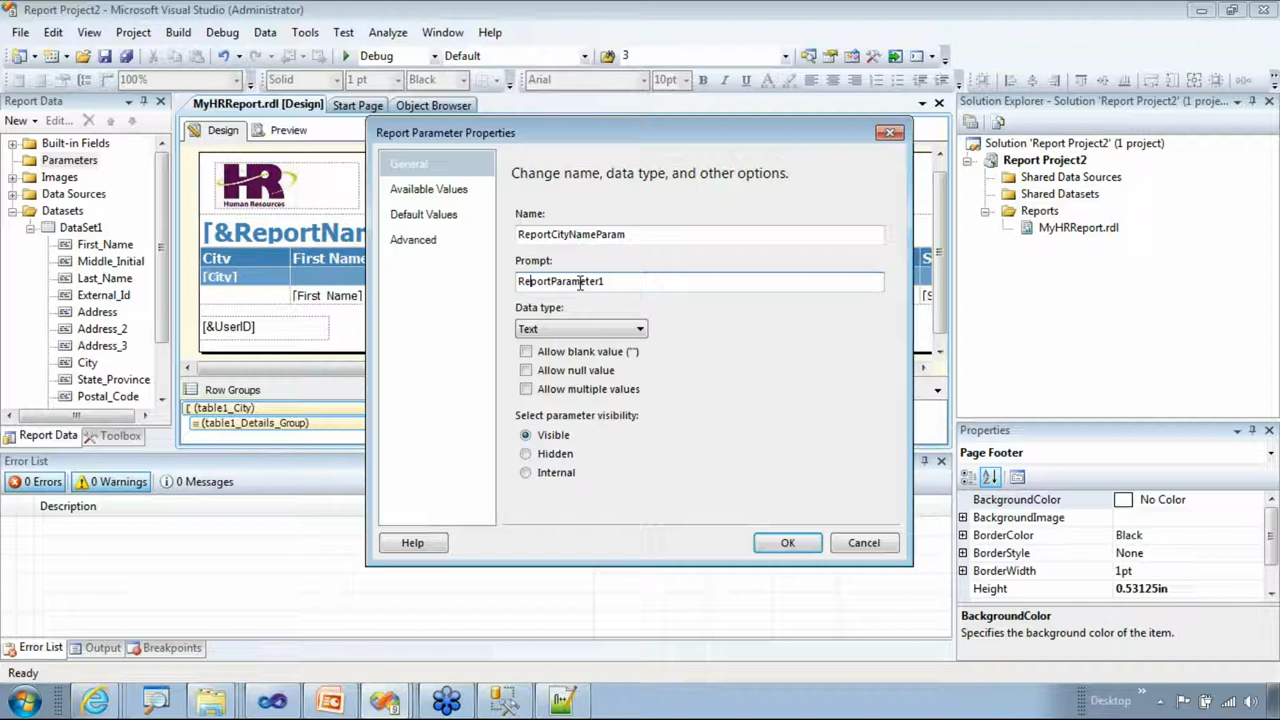 Report Project2 - Microsoft Visual Studio (Administrator)
File Edit View Project Build Debug Data Tools Test Analyze Window Help
Debug Default 3
100% Solid 1 pt Black Arial 10pt B I U A
Report Data
New Edit...
Built-in Fields
Parameters
Images
Data Sources
Datasets
DataSet1
First_Name
Middle_Initial
Last_Name
External_Id
Address
Address_2
Address_3
City
State_Province
Postal_Code
Report Data Toolbox
MyHRReport.rdl [Design] Start Page Object Browser
Design Preview
HR
Human Resources
[&ReportNam
City First Name
[City]
[First Name]
[&UserID]
Row Groups
(table1_City)
(table1_Details_Group)
Report Parameter Properties
General
Available Values
Default Values
Advanced
Change name, data type, and other options.
Name:
ReportCityNameParam
Prompt:
ReportParameter1
Data type:
Text
Allow blank value ("")
Allow null value
Allow multiple values
Select parameter visibility:
Visible
Hidden
Internal
Help OK Cancel
Solution Explorer - Solution 'Report Project2' (1 proje...
Solution 'Report Project2' (1 project)
Report Project2
Shared Data Sources
Shared Datasets
Reports
MyHRReport.rdl
Properties
Page Footer
BackgroundColor No Color
BackgroundImage
BorderColor Black
BorderStyle None
BorderWidth 1pt
Height 0.53125in
BackgroundColor
Specifies the background color of the item.
Error List
0 Errors 0 Warnings 0 Messages
Description
Error List Output Breakpoints
Ready
Desktop